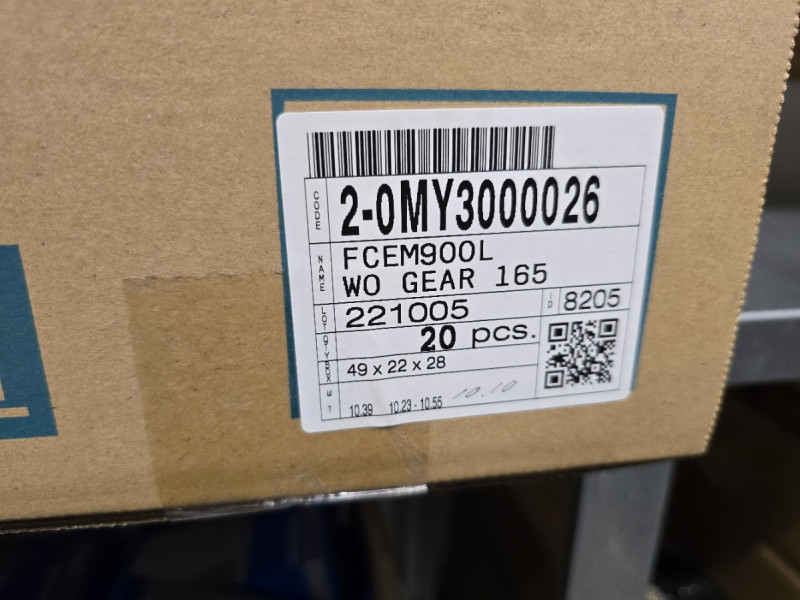 CODE 2-0MY3000026
NAME FCEM900L
WO GEAR 165
LOT 221005 ID 8205
Q'TY 20 pcs.
BOX 49 x 22 x 28
WT 10.39 10.23 - 10.55 10.10